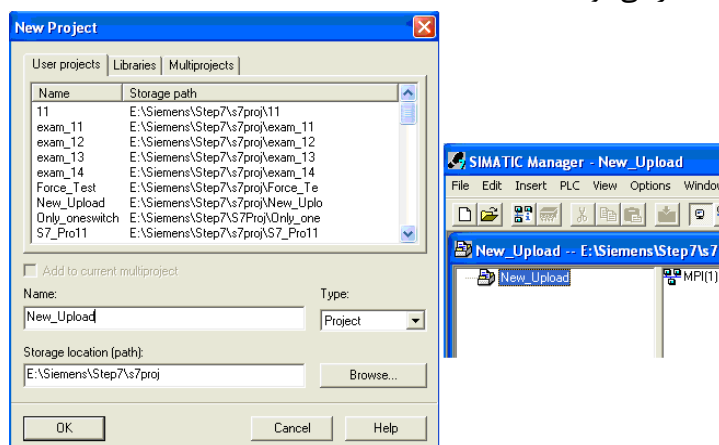 New Project
User projects Libraries Multiprojects
Name Storage path
11 E:\Siemens\Step7\s7proj\11
exam_11 E:\Siemens\Step7\s7proj\exam_11
exam_12 E:\Siemens\Step7\s7proj\exam_12
exam_13 E:\Siemens\Step7\s7proj\exam_13
exam_14 E:\Siemens\Step7\s7proj\exam_14
Force_Test E:\Siemens\Step7\s7proj\Force_Te
New_Upload E:\Siemens\Step7\s7proj\New_Uplo
Only_oneswitch E:\Siemens\Step7\S7Proj\Only_one
S7_Pro11 E:\Siemens\Step7\s7proj\S7_Pro11
Add to current multiproject
Name: Type:
New_Upload Project
Storage location (path):
E:\Siemens\Step7\s7proj Browse...
OK Cancel Help
SIMATIC Manager - New_Upload
File Edit Insert PLC View Options Windo
New_Upload -- E:\Siemens\Step7\s7
New_Upload MPI(1)